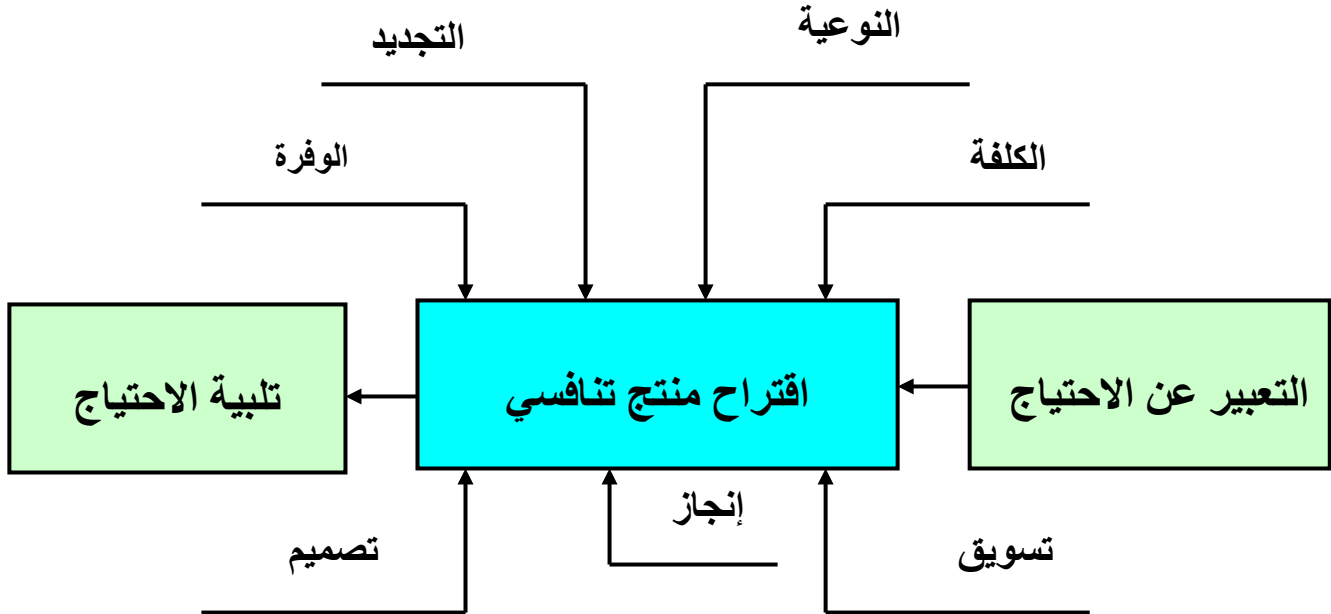 النوعية
التجديد
الكلفة
الوفرة
التعبير عن الاحتياج
اقتراح منتج تنافسي
تلبية الاحتياج
إنجاز
تسويق
تصميم